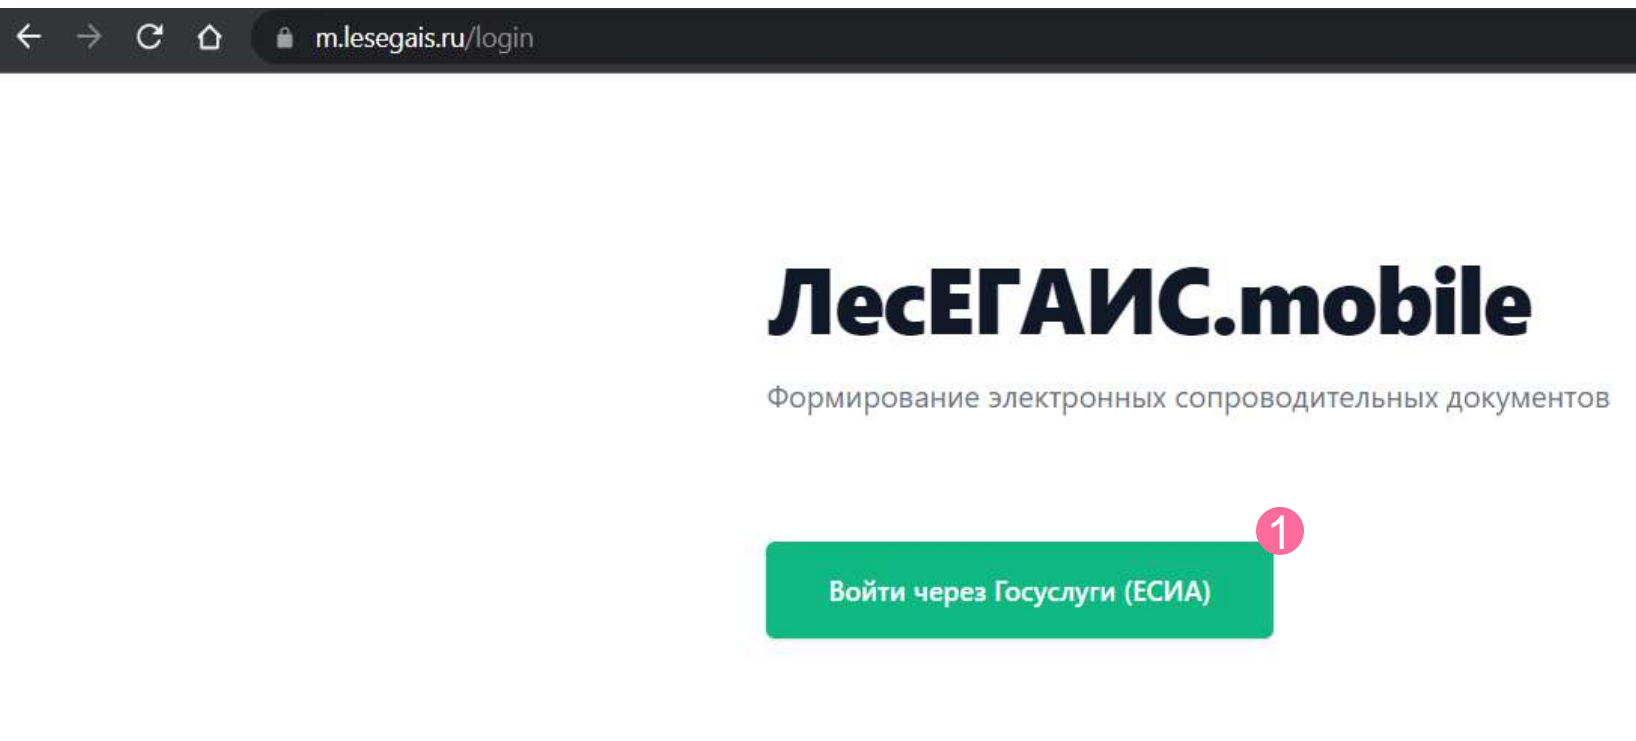 m.lesegais.ru/login
ЛесЕГАИС.mobile
Формирование электронных сопроводительных документов
1
Войти через Госуслуги (ЕСИА)